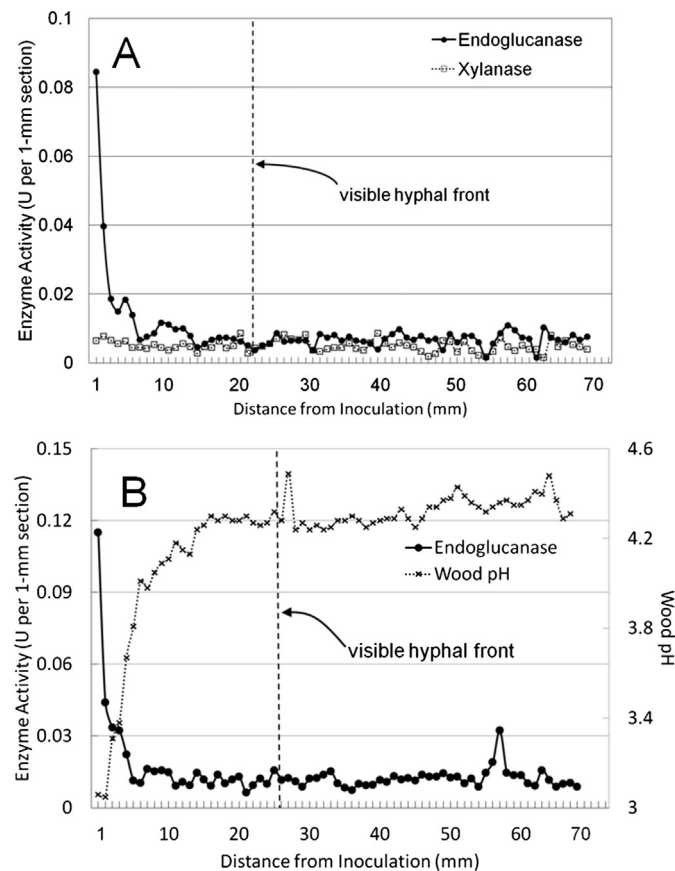 A
Endoglucanase
Xylanase
visible hyphal front
Enzyme Activity (U per 1-mm section)
0.1
0.08
0.06
0.04
0.02
0
1 10 20 30 40 50 60 70
Distance from Inoculation (mm)
B
Endoglucanase
Wood pH
visible hyphal front
Enzyme Activity (U per 1-mm section)
0.15
0.12
0.09
0.06
0.03
0
4.6
4.2
3.8
3.4
3
Wood pH
1 10 20 30 40 50 60 70
Distance from Inoculation (mm)